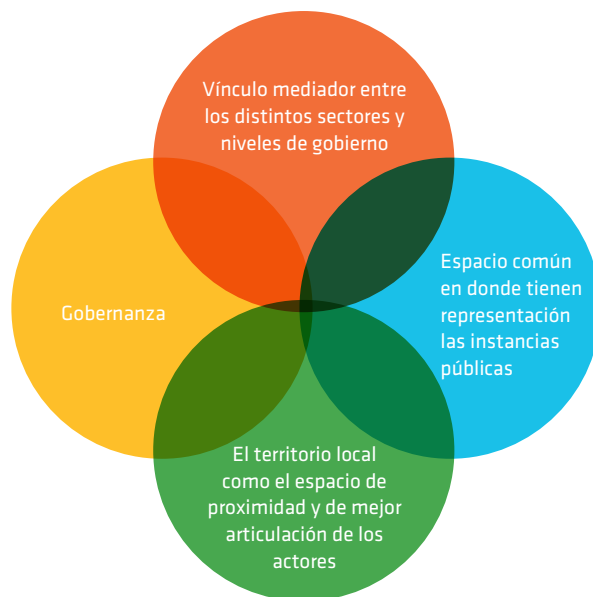 Vínculo mediador entre
los distintos sectores y
niveles de gobierno
Gobernanza
Espacio común
en donde tienen
representación
las instancias
públicas
El territorio local
como el espacio de
proximidad y de mejor
articulación de los
actores